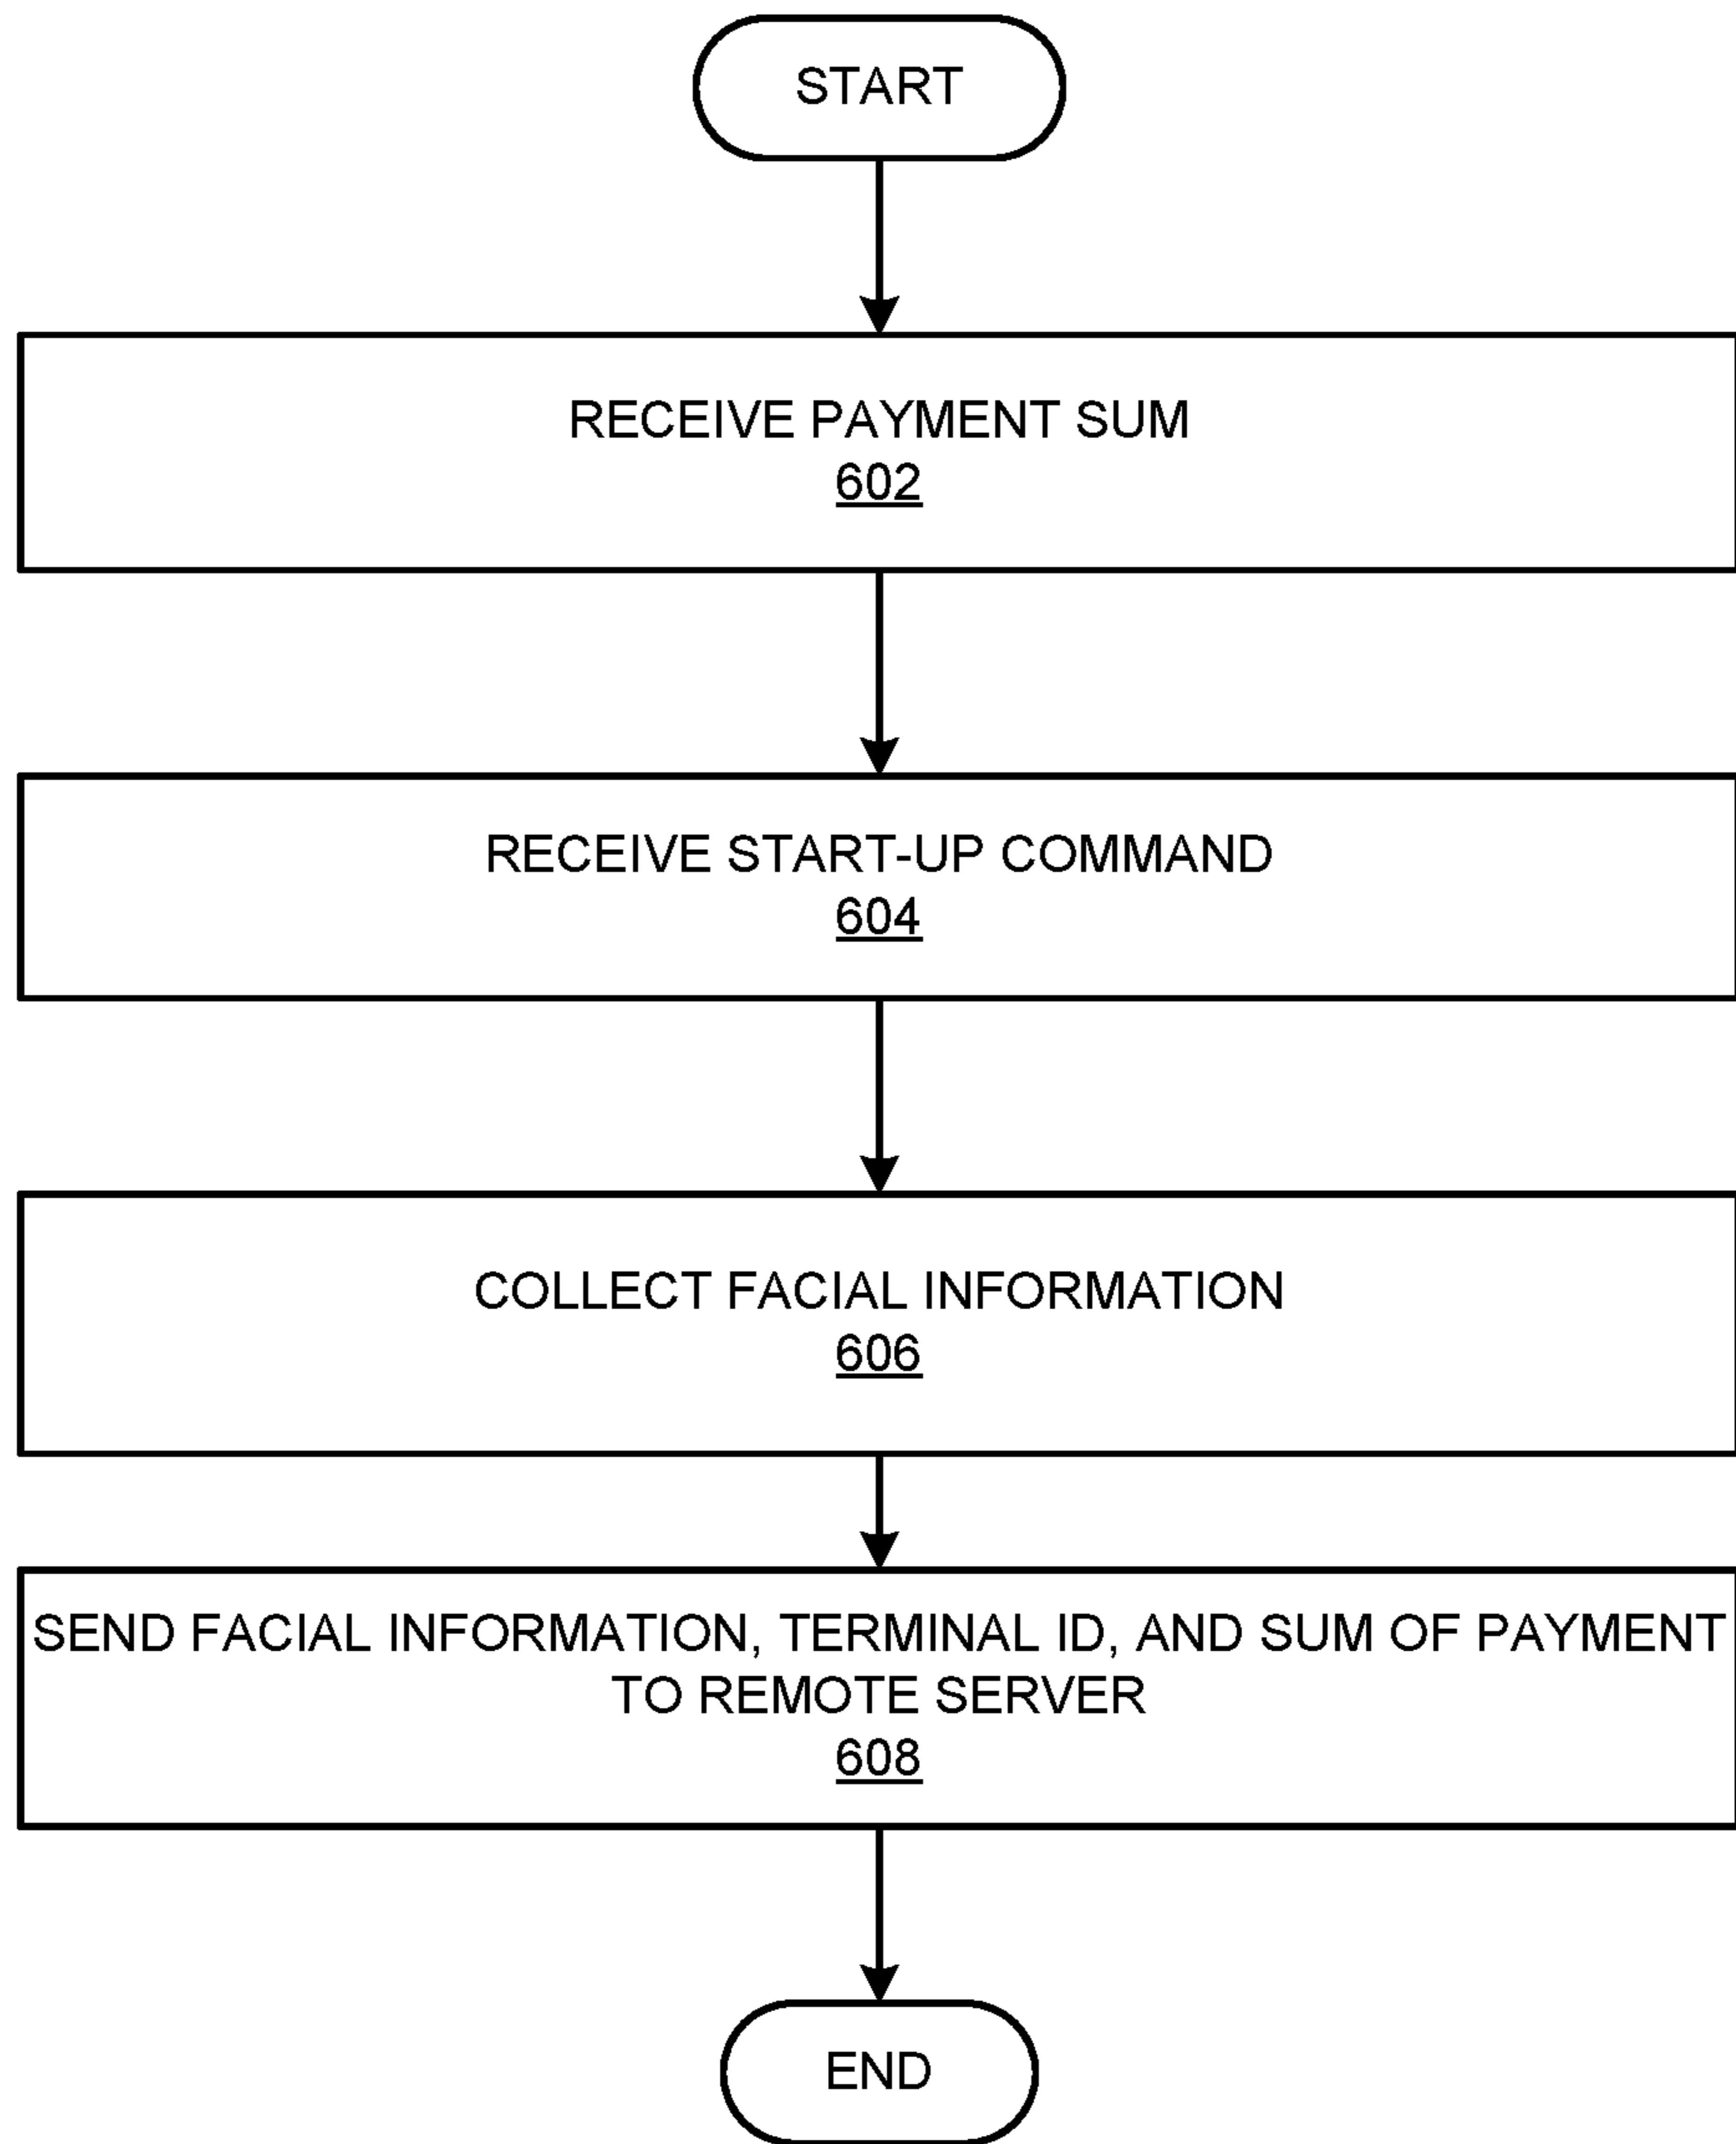 START
RECEIVE PAYMENT SUM
602
RECEIVE START-UP COMMAND
604
COLLECT FACIAL INFORMATION
606
SEND FACIAL INFORMATION, TERMINAL ID, AND SUM OF PAYMENT
TO REMOTE SERVER
608
END